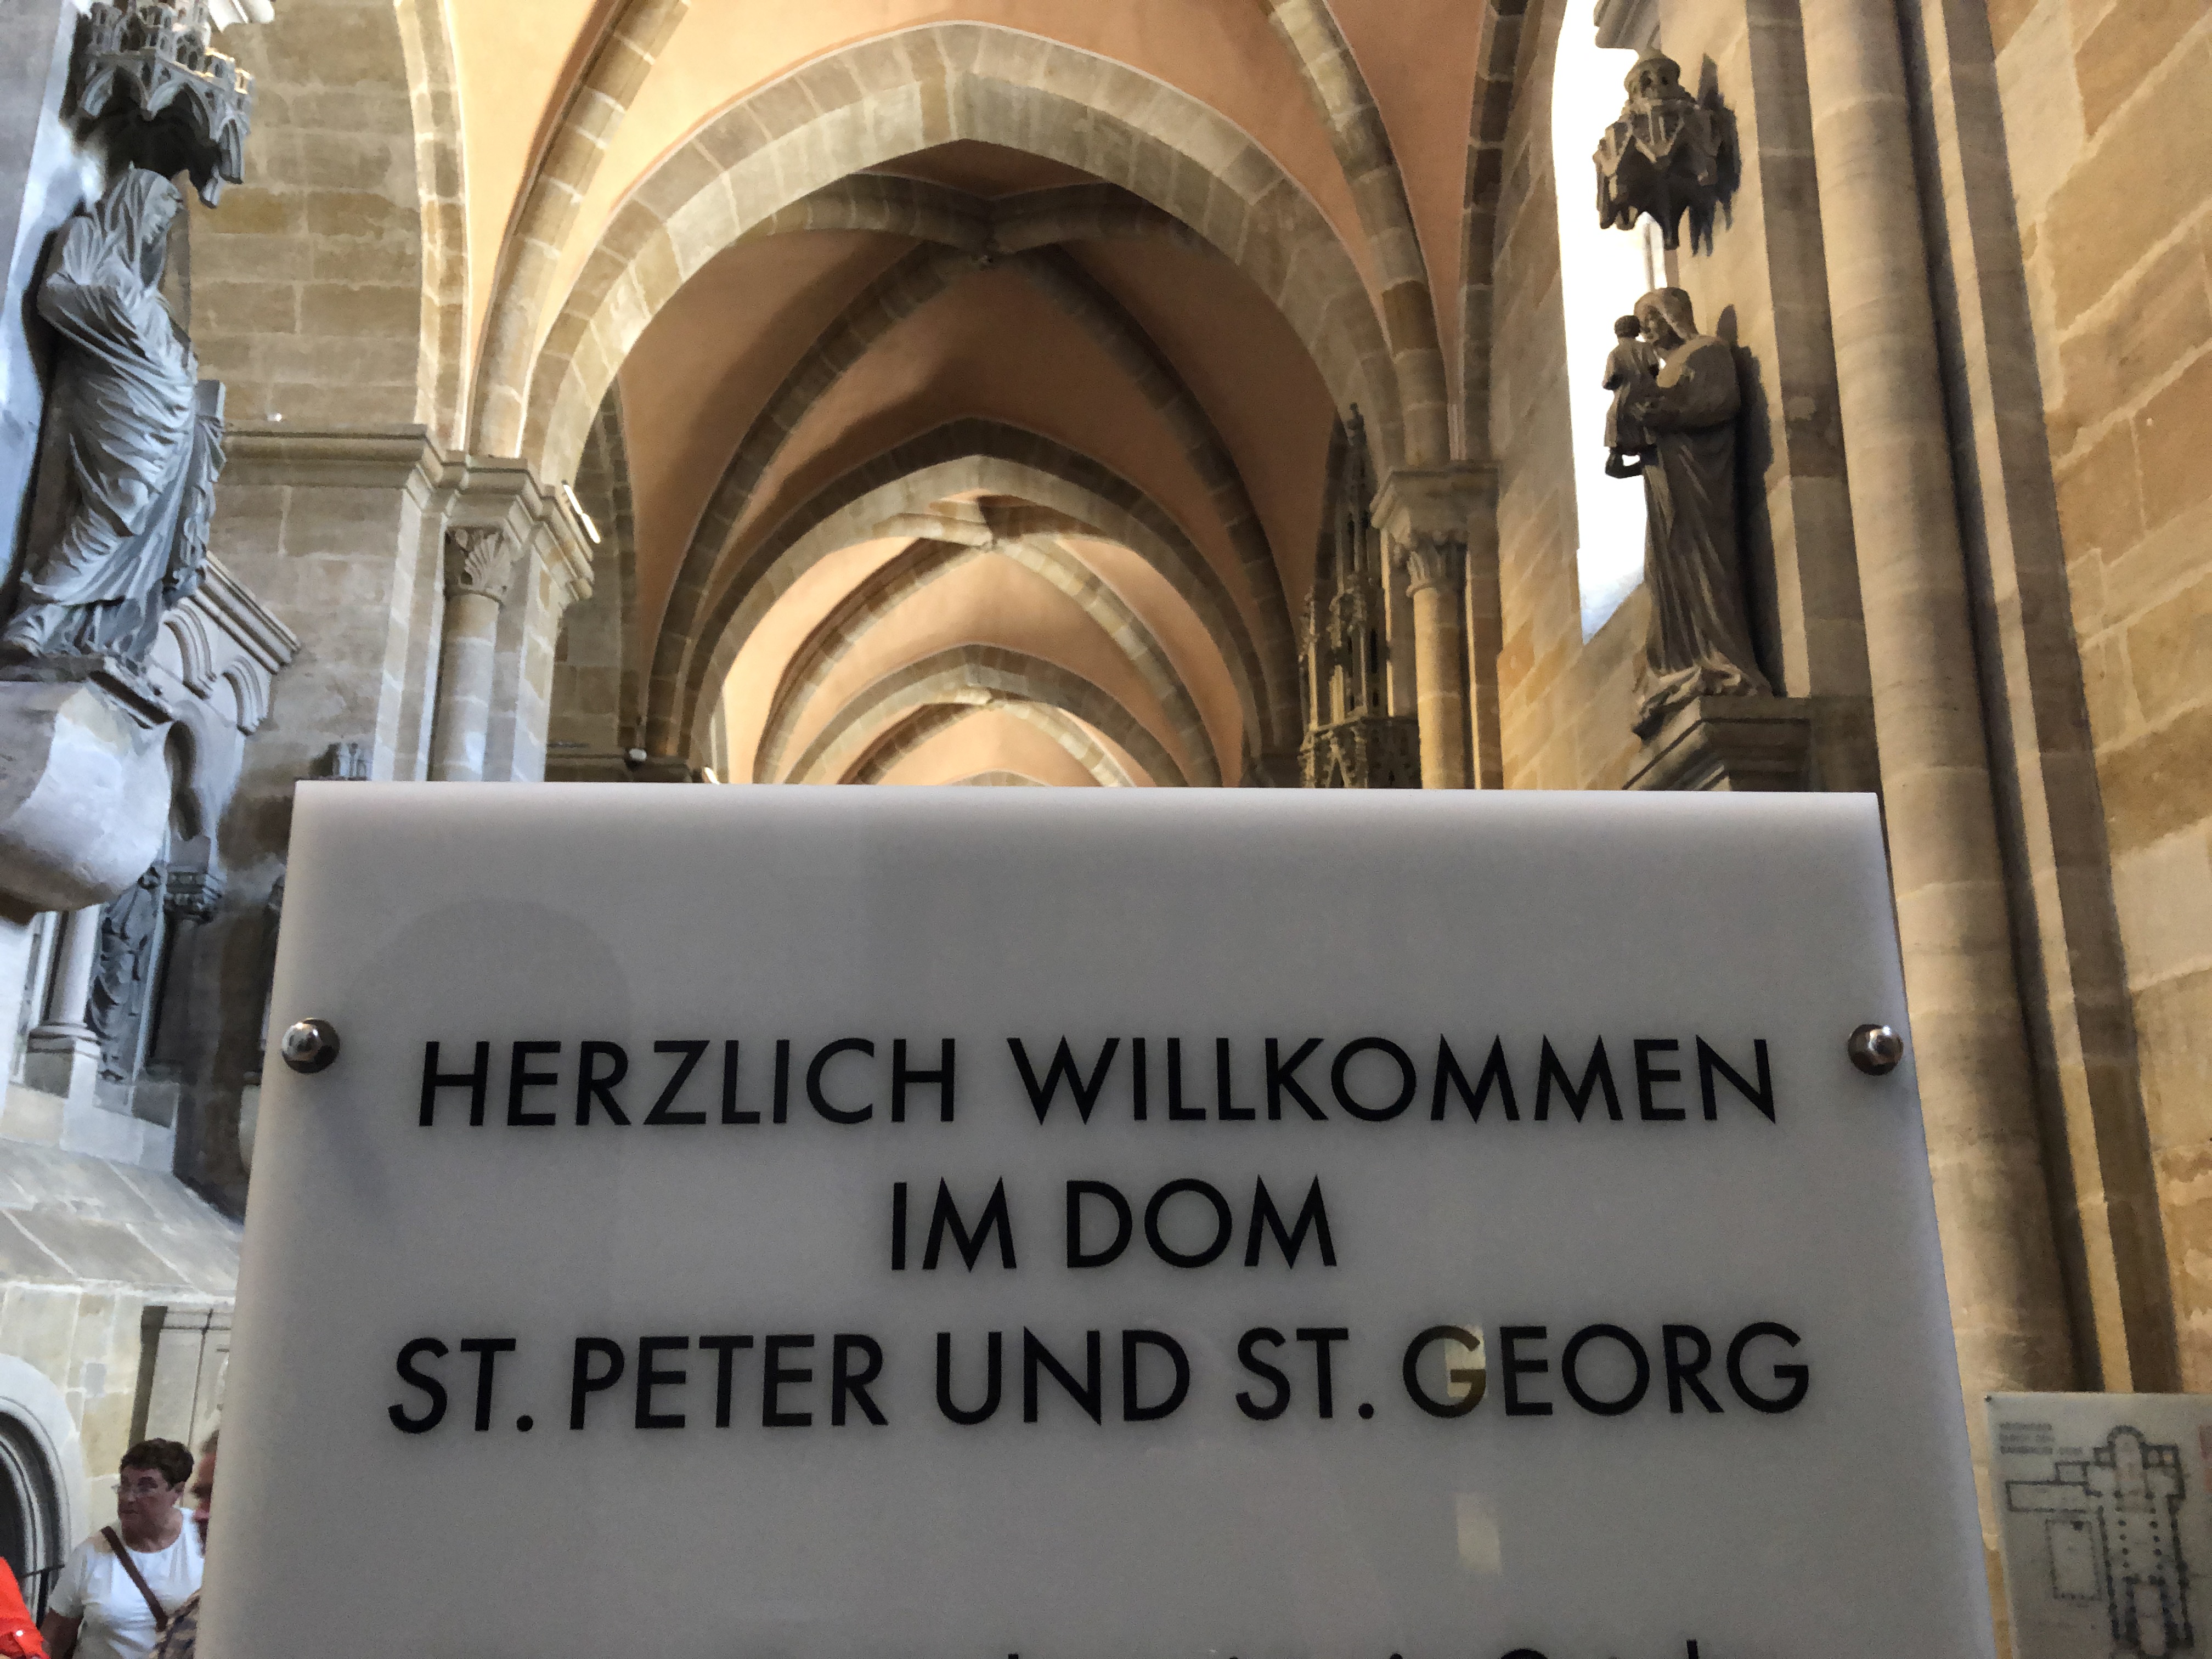 HERZLICH WILLKOMMEN
IM DOM
ST. PETER UND ST. GEORG